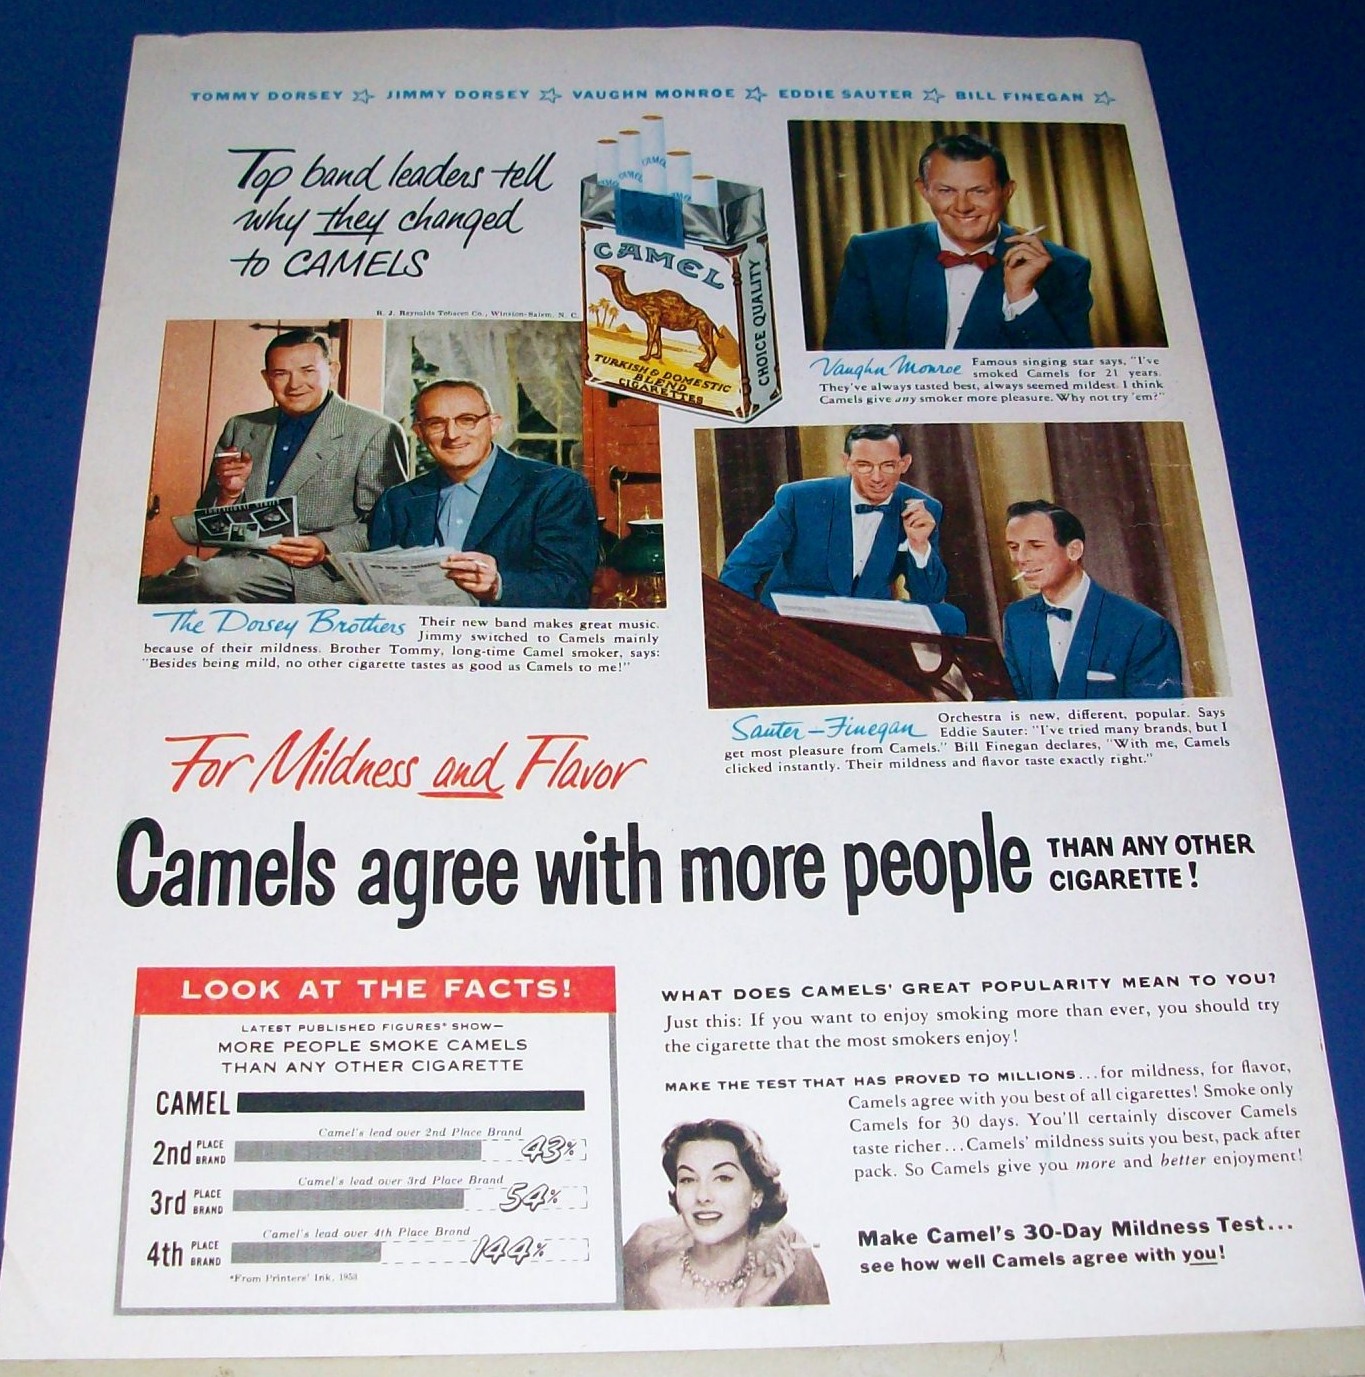 TOMMY DORSEY ☆ JIMMY DORSEY ☆ VAUGHN MONROE ☆ EDDIE SAUTER ☆ BILL FINEGAN ☆
Top band leaders tell
why they changed
to CAMELS
CAMEL
CAMEL
TURKISH & DOMESTIC
BLEND
CIGARETTES
CHOICE QUALITY
R. J. Reynolds Tobacco Co., Winston-Salem, N. C.
Vaughn Monroe Famous singing star says, "I've
smoked Camels for 21 years.
They've always tasted best, always seemed mildest. I think
Camels give any smoker more pleasure. Why not try 'em?"
The Dorsey Brothers Their new band makes great music.
Jimmy switched to Camels mainly
because of their mildness. Brother Tommy, long-time Camel smoker, says:
"Besides being mild, no other cigarette tastes as good as Camels to me!"
Sauter-Finegan Orchestra is new, different, popular. Says
Eddie Sauter: "I've tried many brands, but I
get most pleasure from Camels." Bill Finegan declares, "With me, Camels
clicked instantly. Their mildness and flavor taste exactly right."
For Mildness and Flavor
Camels agree with more people THAN ANY OTHER
CIGARETTE!
LOOK AT THE FACTS!
LATEST PUBLISHED FIGURES* SHOW—
MORE PEOPLE SMOKE CAMELS
THAN ANY OTHER CIGARETTE
CAMEL
Camel's lead over 2nd Place Brand
2nd PLACE BRAND 43%
Camel's lead over 3rd Place Brand
3rd PLACE BRAND 54%
Camel's lead over 4th Place Brand
4th PLACE BRAND 144%
*From Printers' Ink, 1953
WHAT DOES CAMELS' GREAT POPULARITY MEAN TO YOU?
Just this: If you want to enjoy smoking more than ever, you should try
the cigarette that the most smokers enjoy!
MAKE THE TEST THAT HAS PROVED TO MILLIONS...for mildness, for flavor,
Camels agree with you best of all cigarettes! Smoke only
Camels for 30 days. You'll certainly discover Camels
taste richer...Camels' mildness suits you best, pack after
pack. So Camels give you more and better enjoyment!
Make Camel's 30-Day Mildness Test...
see how well Camels agree with you!